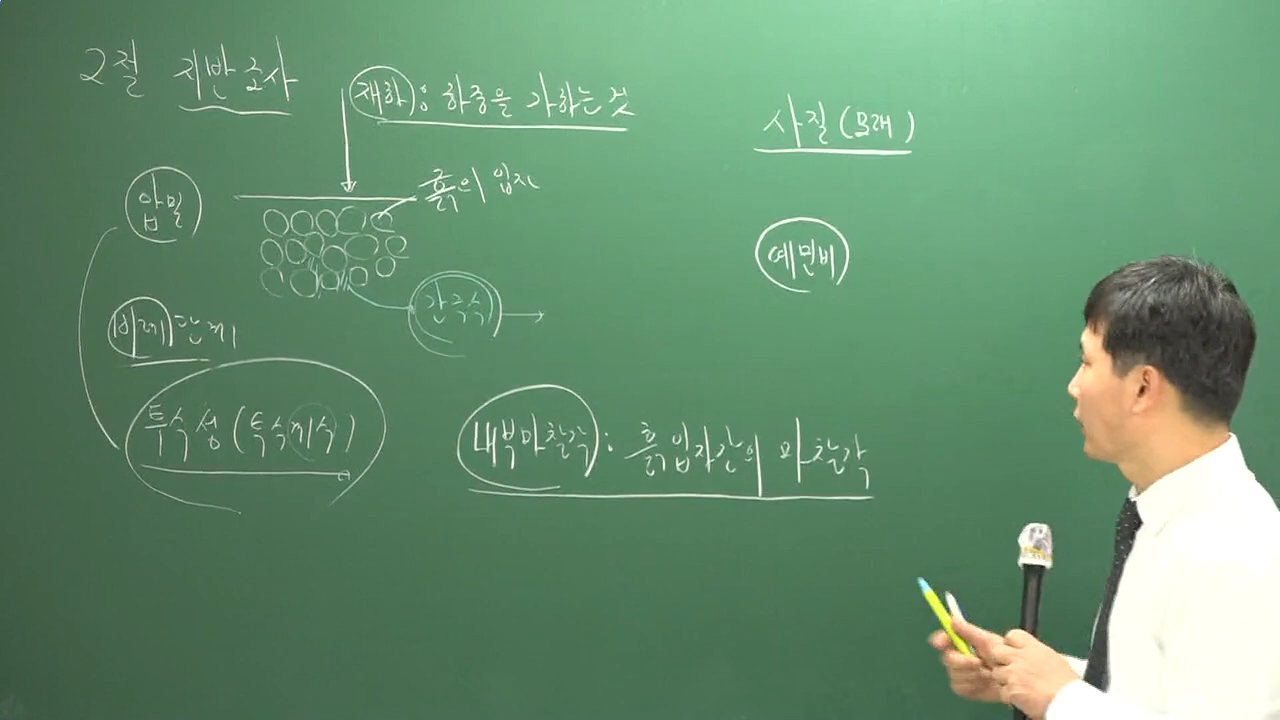 2절 지반조사
재하 : 하중을 가하는 것
사질(모래)
흙의 입자
압밀
예민비
간극수
비례단계
투수성(투수계수)
내부마찰각 : 흙입자간의 마찰각